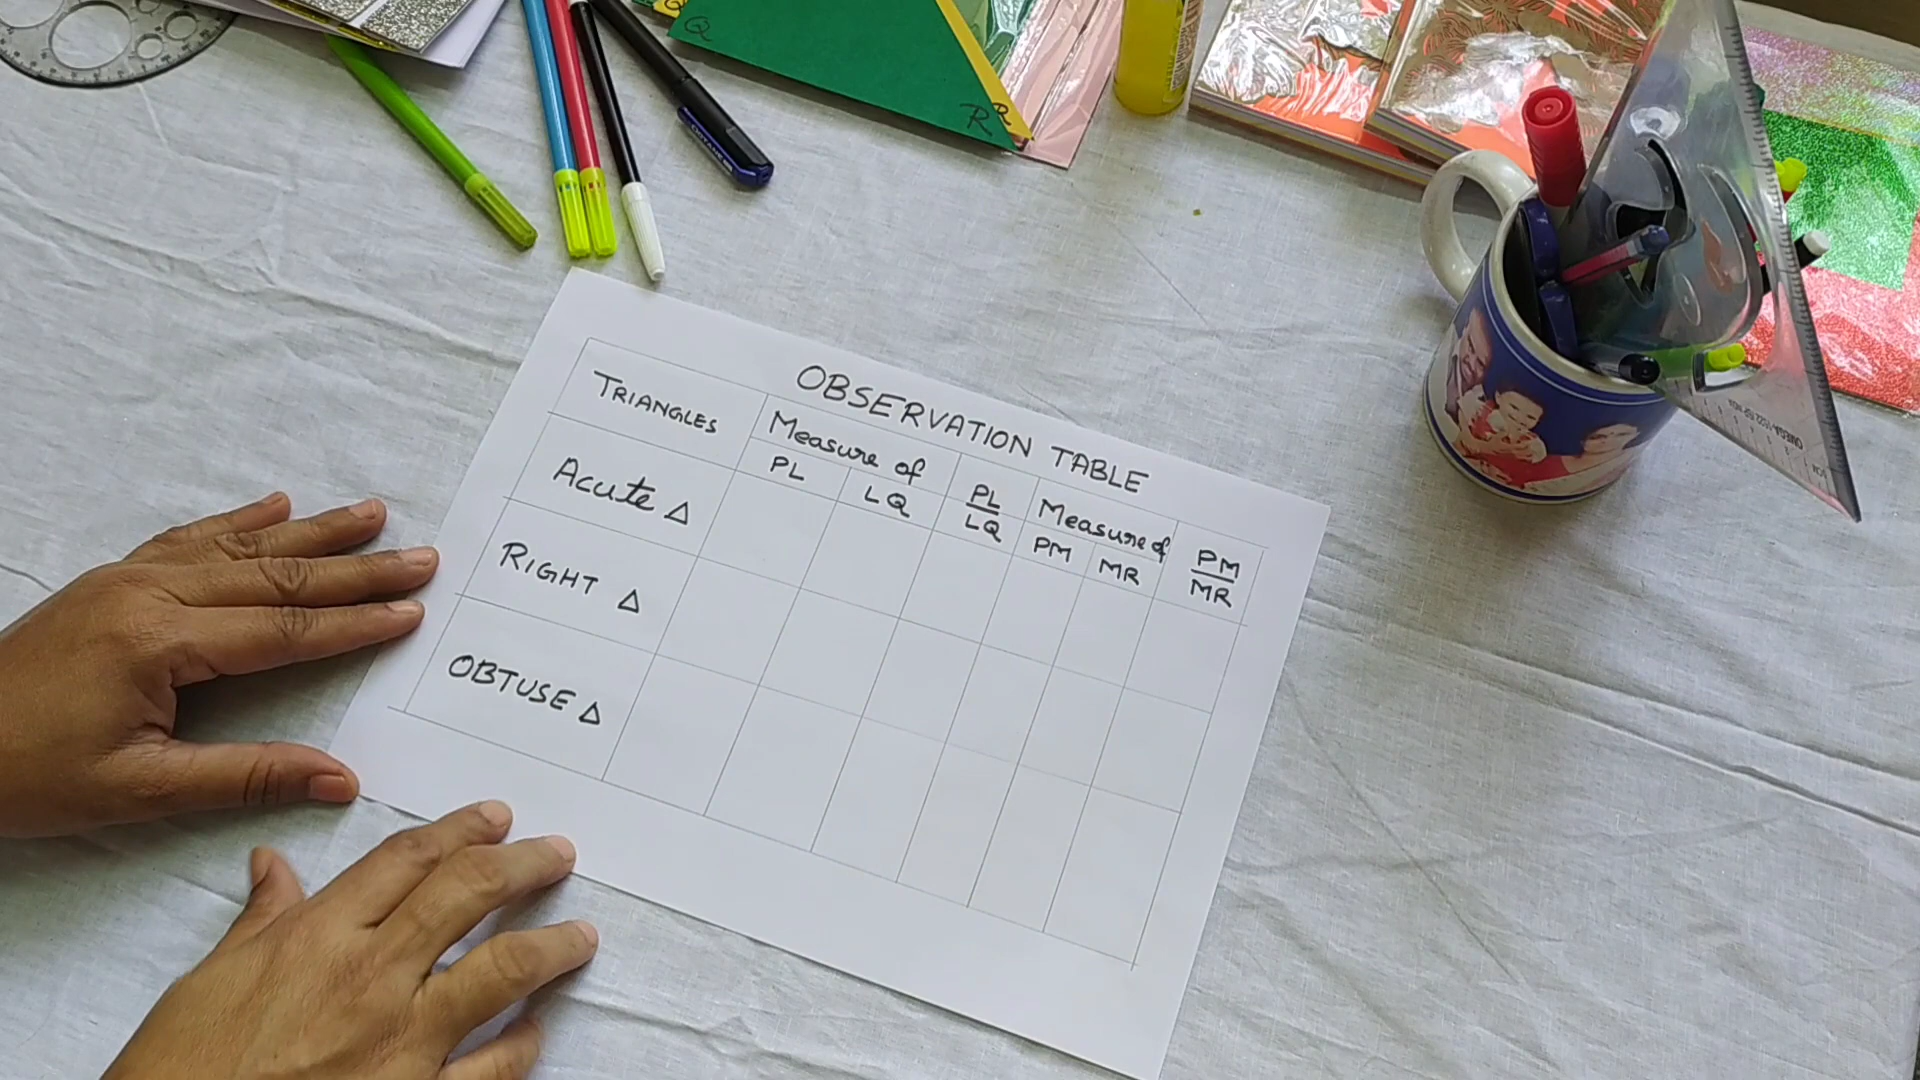 Q
Q
R
R
OBSERVATION TABLE
TRIANGLES
Measure of
PL
LQ
PL
LQ
Measure of
PM
MR
PM
MR
Acute △
RIGHT △
OBTUSE △